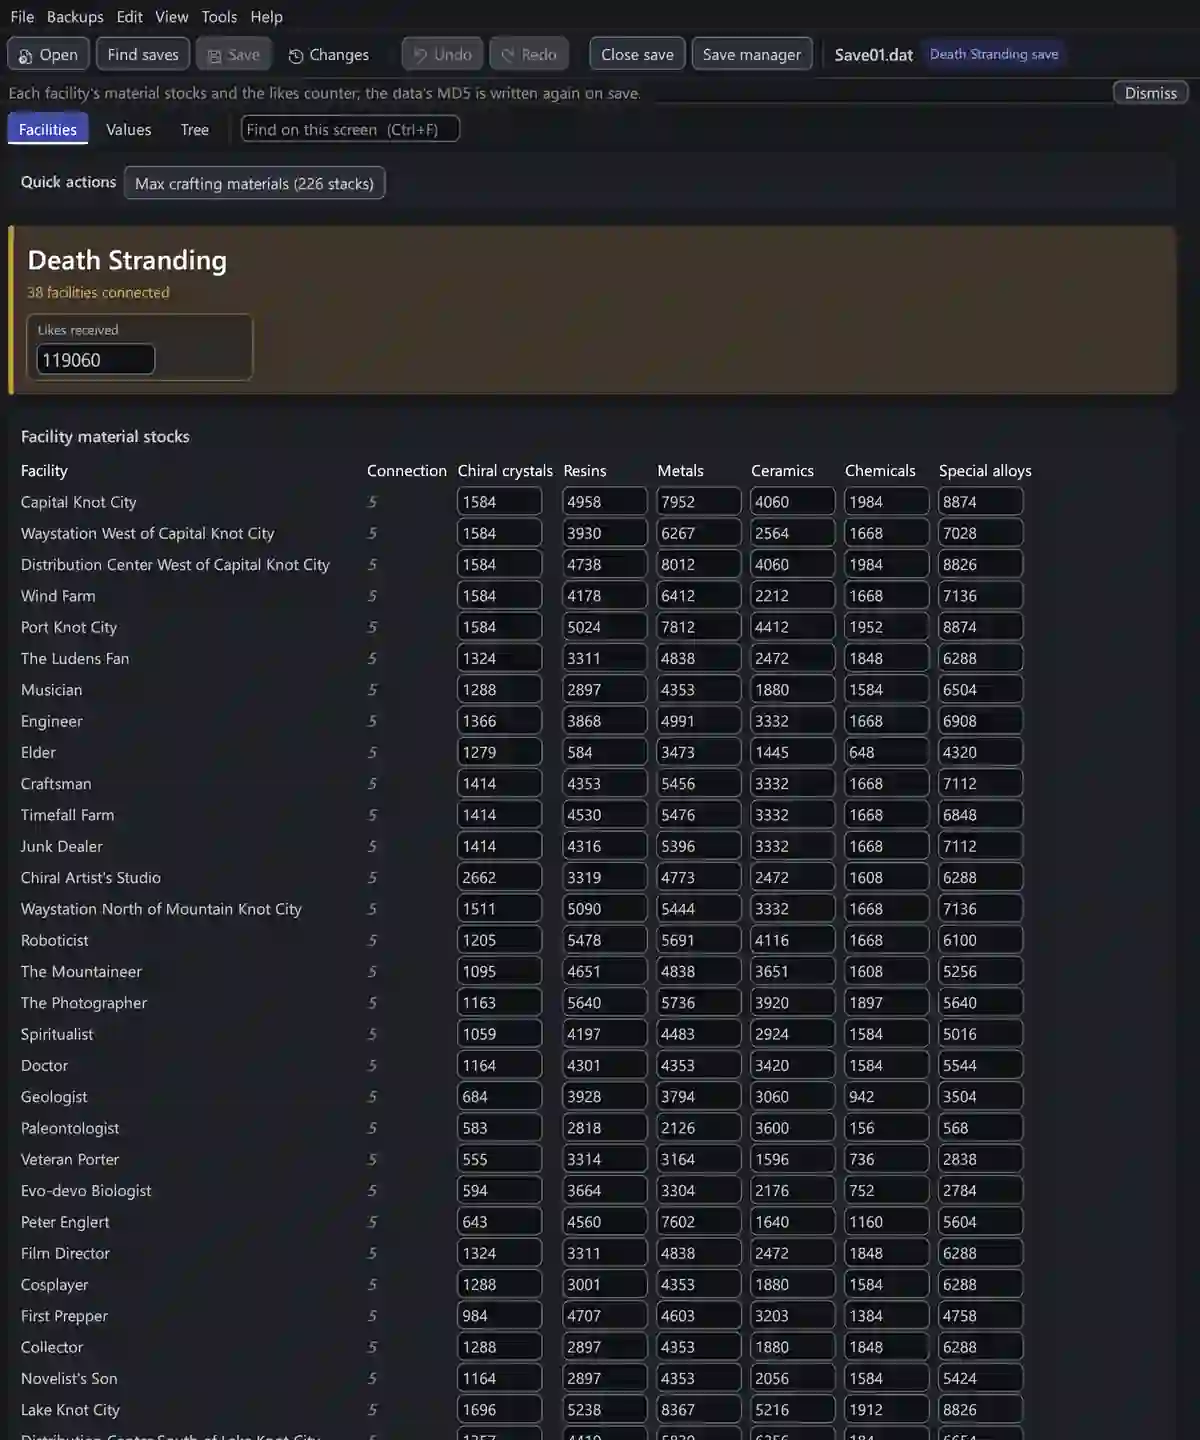 File Backups Edit View Tools Help
Open Find saves Save Changes Undo Redo Close save Save manager Save01.dat Death Stranding save
Each facility's material stocks and the likes counter; the data's MD5 is written again on save. Dismiss
Facilities Values Tree Find on this screen (Ctrl+F)
Quick actions Max crafting materials (226 stacks)
Death Stranding
38 facilities connected
Likes received
119060
Facility material stocks
Facility Connection Chiral crystals Resins Metals Ceramics Chemicals Special alloys
Capital Knot City 5 1584 4958 7952 4060 1984 8874
Waystation West of Capital Knot City 5 1584 3930 6267 2564 1668 7028
Distribution Center West of Capital Knot City 5 1584 4738 8012 4060 1984 8826
Wind Farm 5 1584 4178 6412 2212 1668 7136
Port Knot City 5 1584 5024 7812 4412 1952 8874
The Ludens Fan 5 1324 3311 4838 2472 1848 6288
Musician 5 1288 2897 4353 1880 1584 6504
Engineer 5 1366 3868 4991 3332 1668 6908
Elder 5 1279 584 3473 1445 648 4320
Craftsman 5 1414 4353 5456 3332 1668 7112
Timefall Farm 5 1414 4530 5476 3332 1668 6848
Junk Dealer 5 1414 4316 5396 3332 1668 7112
Chiral Artist's Studio 5 2662 3319 4773 2472 1608 6288
Waystation North of Mountain Knot City 5 1511 5090 5444 3332 1668 7136
Roboticist 5 1205 5478 5691 4116 1668 6100
The Mountaineer 5 1095 4651 4838 3651 1608 5256
The Photographer 5 1163 5640 5736 3920 1897 5640
Spiritualist 5 1059 4197 4483 2924 1584 5016
Doctor 5 1164 4301 4353 3420 1584 5544
Geologist 5 684 3928 3794 3060 942 3504
Paleontologist 5 583 2818 2126 3600 156 568
Veteran Porter 5 555 3314 3164 1596 736 2838
Evo-devo Biologist 5 594 3664 3304 2176 752 2784
Peter Englert 5 643 4560 7602 1640 1160 5604
Film Director 5 1324 3311 4838 2472 1848 6288
Cosplayer 5 1288 3001 4353 1880 1584 6288
First Prepper 5 984 4707 4603 3203 1384 4758
Collector 5 1288 2897 4353 1880 1848 6288
Novelist's Son 5 1164 2897 4353 2056 1584 5424
Lake Knot City 5 1696 5238 8367 5216 1912 8826
Distribution Center South of Lake Knot City